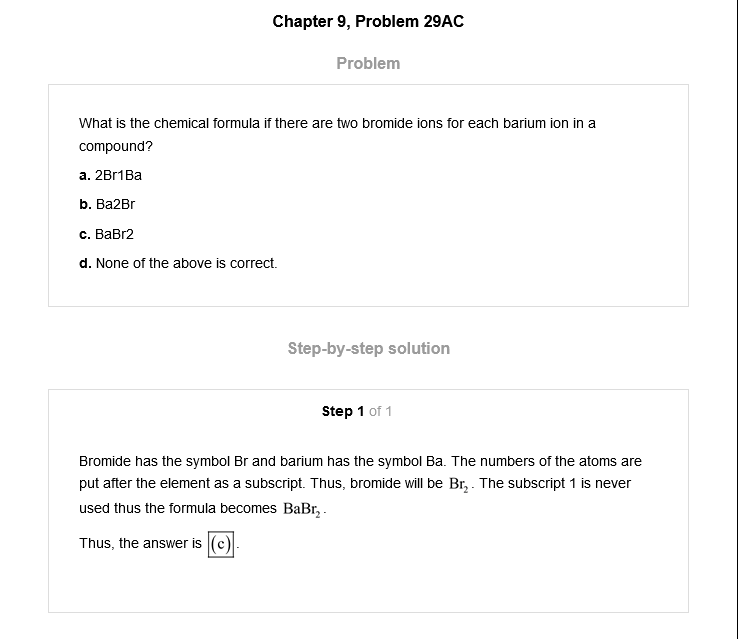 Chapter 9, Problem 29AC
Problem
What is the chemical formula if there are two bromide ions for each barium ion in a
compound?
a. 2Br1Ba
b. Ba2Br
c. BaBr2
d. None of the above is correct.
Step-by-step solution
Step 1 of 1
Bromide has the symbol Br and barium has the symbol Ba. The numbers of the atoms are
put after the element as a subscript. Thus, bromide will be Br₂. The subscript 1 is never
used thus the formula becomes BaBr₂.
Thus, the answer is (c).